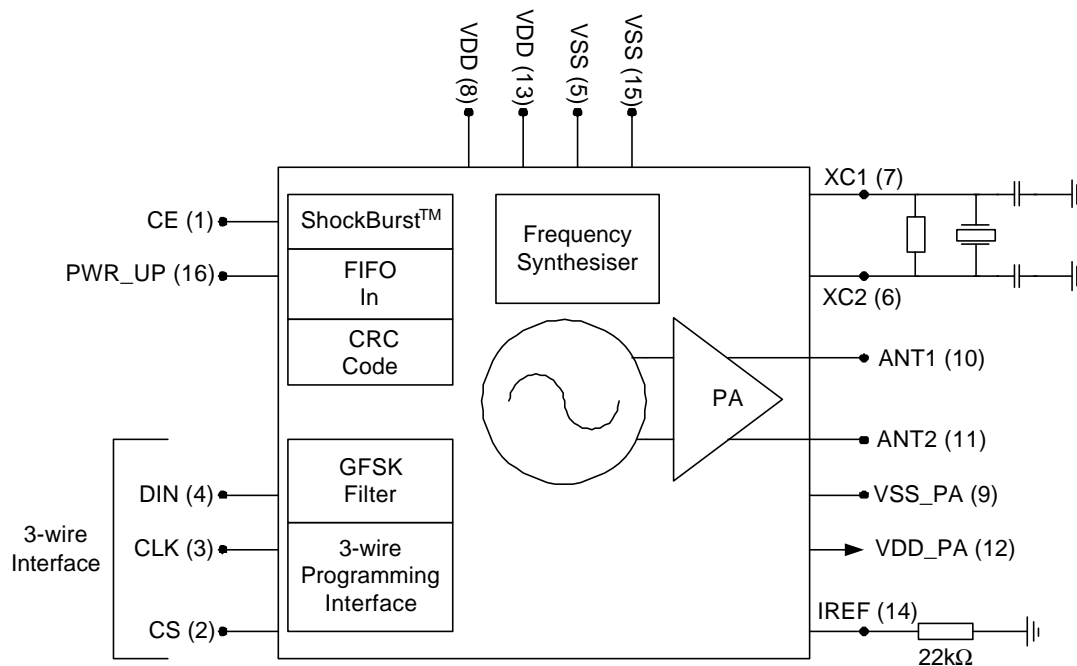 VDD (8)
VDD (13)
VSS (5)
VSS (15)
CE (1)
PWR_UP (16)
ShockBurst™
FIFO
In
CRC
Code
Frequency
Synthesiser
XC1 (7)
XC2 (6)
PA
ANT1 (10)
ANT2 (11)
VSS_PA (9)
VDD_PA (12)
IREF (14)
22kΩ
3-wire
Interface
DIN (4)
CLK (3)
CS (2)
GFSK
Filter
3-wire
Programming
Interface